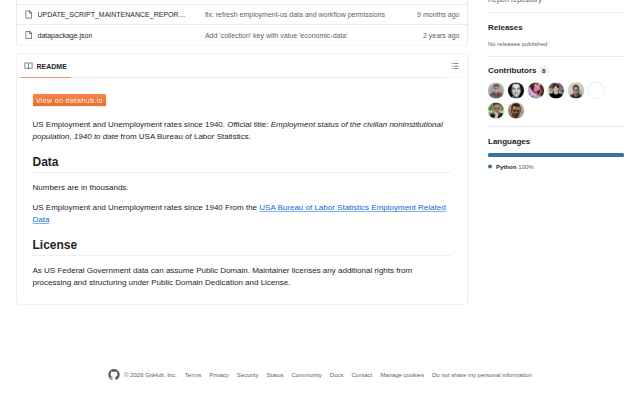 Report repository
UPDATE_SCRIPT_MAINTENANCE_REPOR...
fix: refresh employment-us data and workflow permissions
9 months ago
datapackage.json
Add 'collection' key with value 'economic-data'
2 years ago
Releases
No releases published
README
Contributors 8
View on datahub.io
US Employment and Unemployment rates since 1940. Official title: Employment status of the civilian noninstitutional
population, 1940 to date from USA Bureau of Labor Statistics.
Languages
Data
Python 100%
Numbers are in thousands.
US Employment and Unemployment rates since 1940 From the USA Bureau of Labor Statistics Employment Related
Data
License
As US Federal Government data can assume Public Domain. Maintainer licenses any additional rights from
processing and structuring under Public Domain Dedication and License.
© 2026 GitHub, Inc. Terms Privacy Security Status Community Docs Contact Manage cookies Do not share my personal information